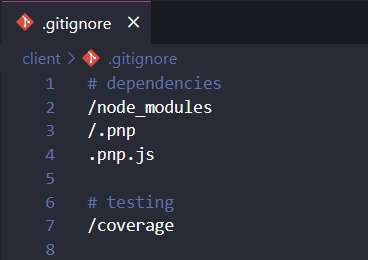 .gitignore
client > .gitignore
1 # dependencies
2 /node_modules
3 /.pnp
4 .pnp.js
5
6 # testing
7 /coverage
8